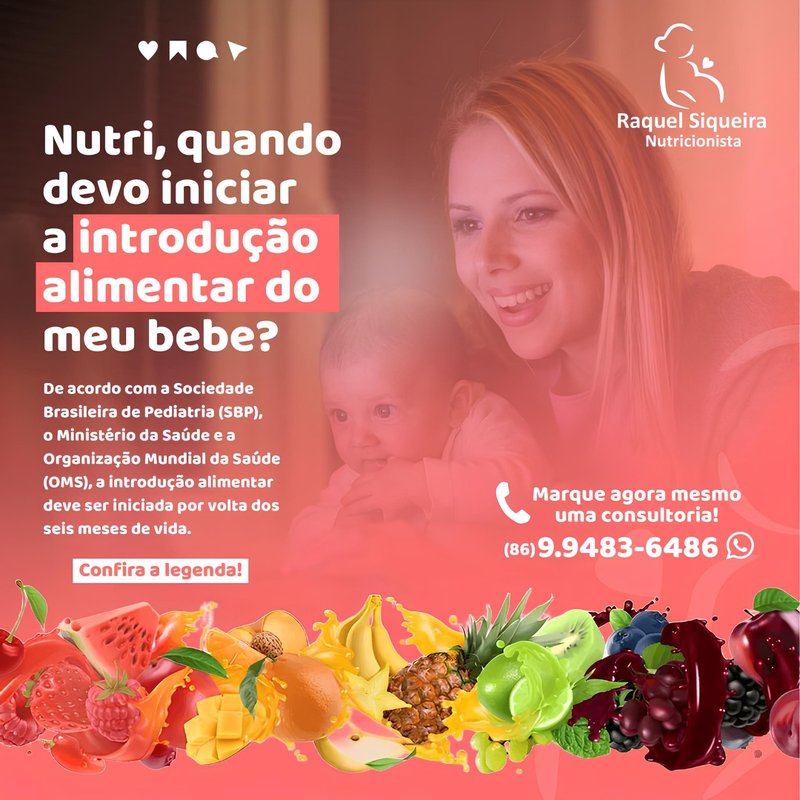 Raquel Siqueira
Nutricionista
Nutri, quando
devo iniciar
a introdução
alimentar do
meu bebe?
De acordo com a Sociedade
Brasileira de Pediatria (SBP),
o Ministério da Saúde e a
Organização Mundial da Saúde
(OMS), a introdução alimentar
deve ser iniciada por volta dos
seis meses de vida.
Confira a legenda!
Marque agora mesmo
uma consultoria!
(86) 9.9483-6486